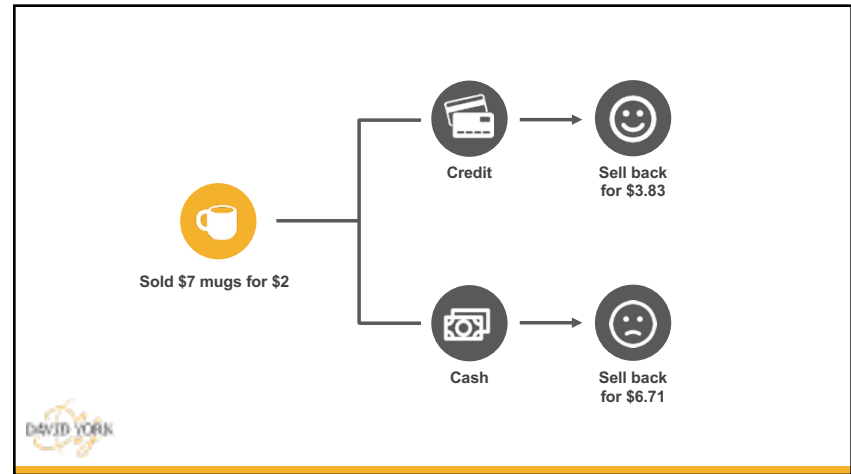 Credit
Sell back
for $3.83
Sold $7 mugs for $2
Cash
Sell back
for $6.71
DAVID YORK